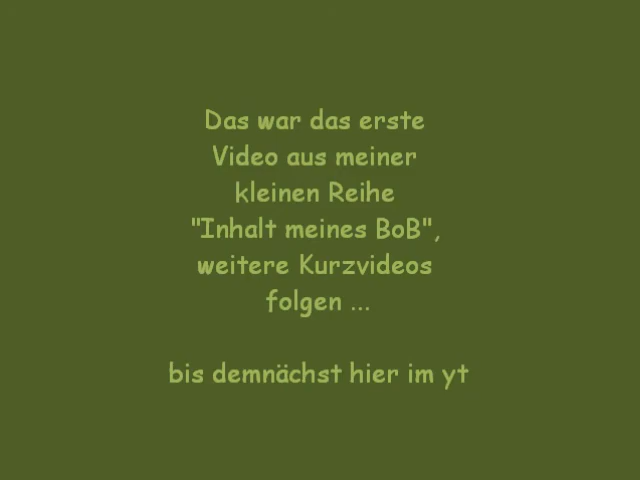 Das war das erste
Video aus meiner
kleinen Reihe
"Inhalt meines BoB",
weitere Kurzvideos
folgen ...
bis demnächst hier im yt